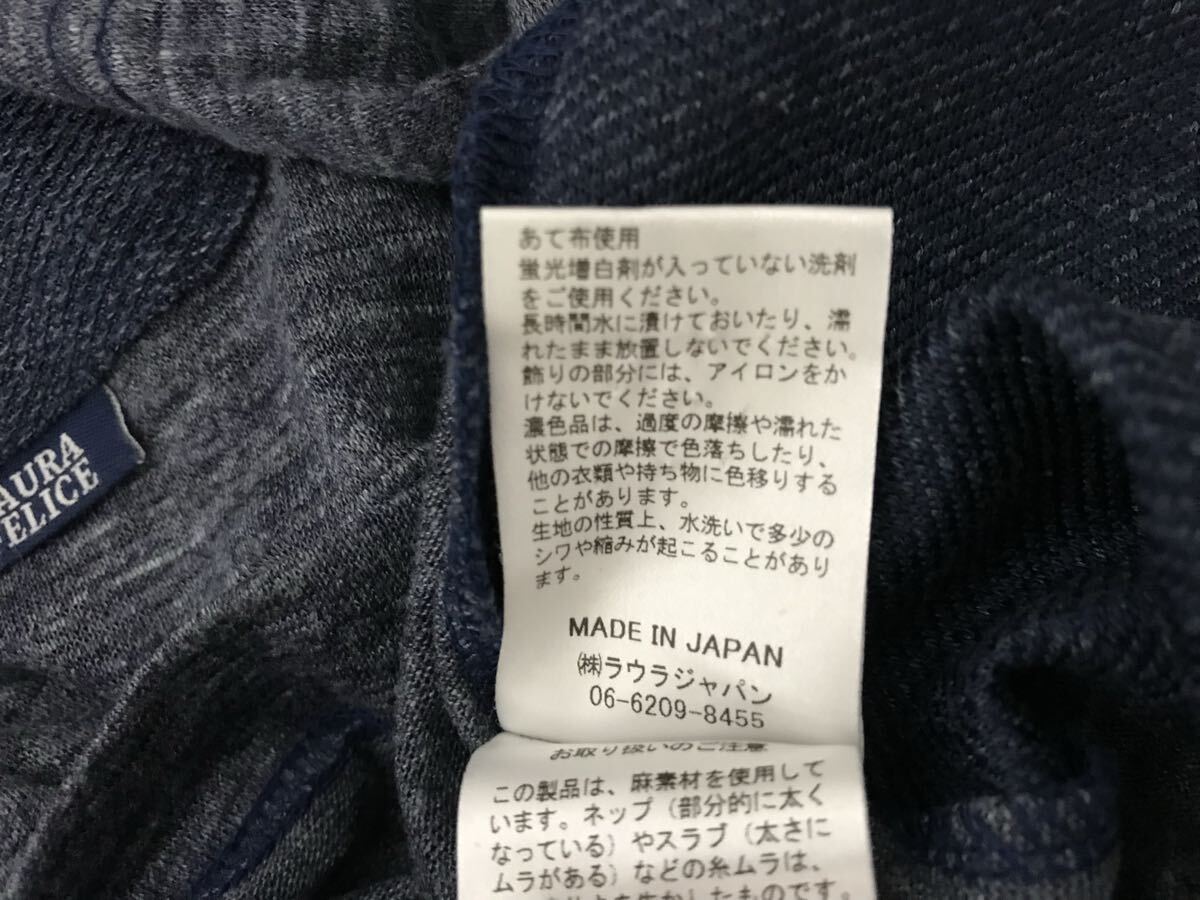 あて布使用
蛍光増白剤が入っていない洗剤
をご使用ください。
長時間水に漬けておいたり、濡
れたまま放置しないでください。
飾りの部分には、アイロンをか
けないでください。
濃色品は、過度の摩擦や濡れた
状態での摩擦で色落ちしたり、
他の衣類や持ち物に色移りする
ことがあります。
生地の性質上、水洗いで多少の
シワや縮みが起こることがあり
ます。
MADE IN JAPAN
㈱ラウラジャパン
06-6209-8455
お取り扱いのご注意
この製品は、麻素材を使用して
います。ネップ(部分的に太く
なっている)やスラブ(太さに
ムラがある)などの糸ムラは、
を生かしたものです。
AURA
ELICE